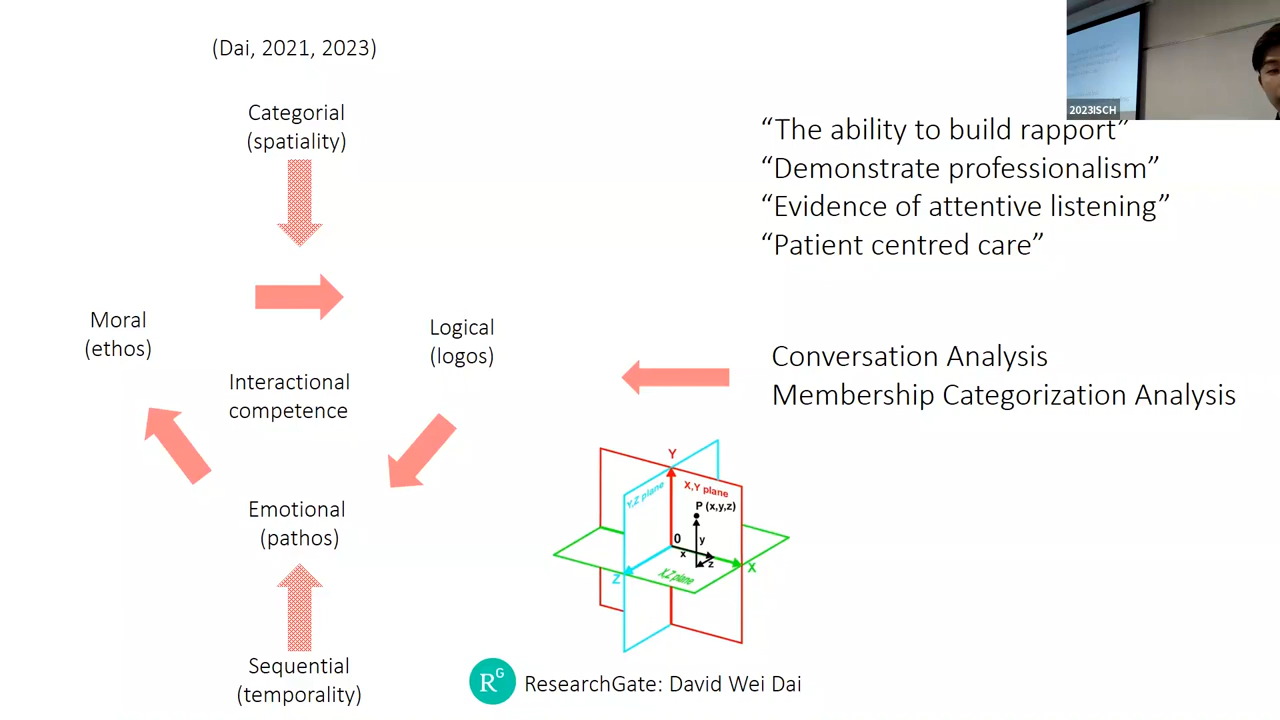 (Dai, 2021, 2023)
Categorial
(spatiality)
2023ISCH
“The ability to build rapport”
“Demonstrate professionalism”
“Evidence of attentive listening”
“Patient centred care”
Moral
(ethos)
Logical
(logos)
Interactional
competence
Conversation Analysis
Membership Categorization Analysis
Emotional
(pathos)
Sequential
(temporality)
Y
Y,Z plane
X,Y plane
P (x,y,z)
0
y
x
z
X
Z
X,Z plane
RG
ResearchGate: David Wei Dai